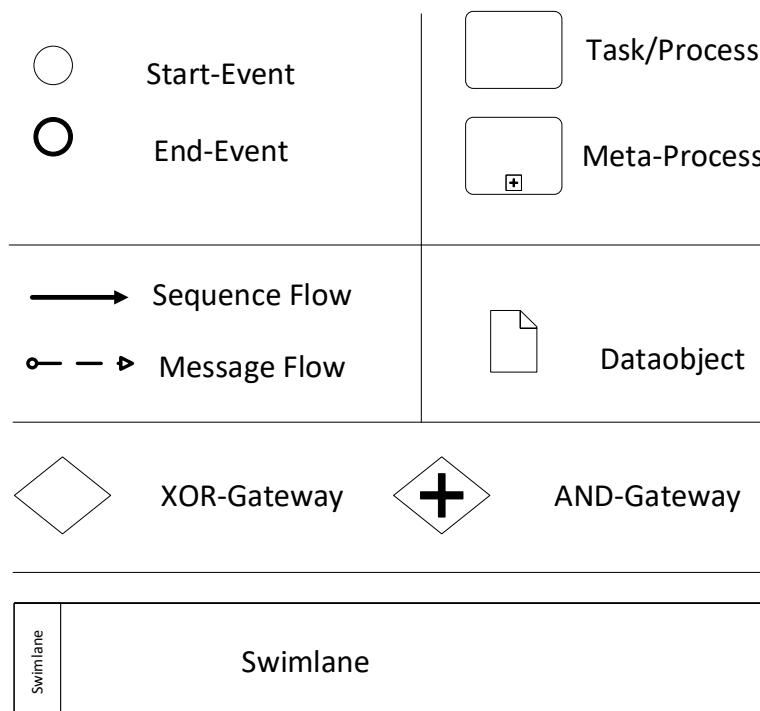 Start-Event
Task/Process
End-Event
Meta-Process
Sequence Flow
Message Flow
Dataobject
XOR-Gateway
AND-Gateway
Swimlane
Swimlane